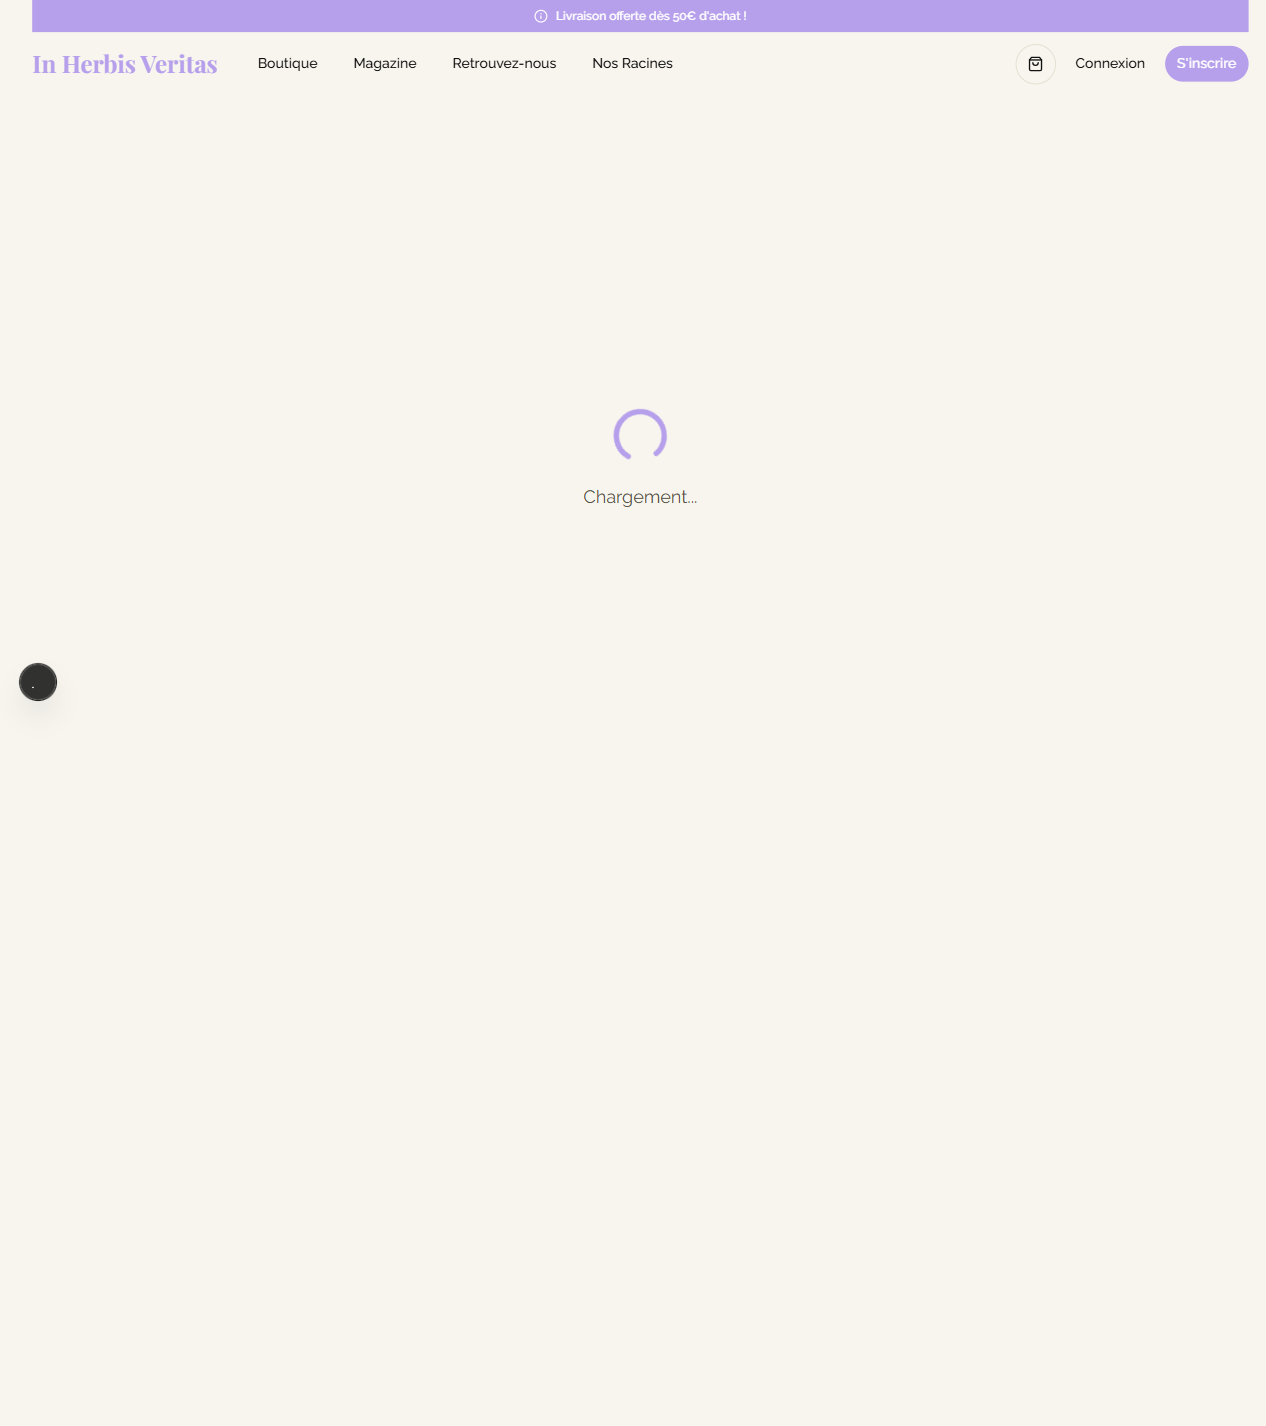 Livraison offerte dès 50€ d'achat !
In Herbis Veritas
Boutique
Magazine
Retrouvez-nous
Nos Racines
Connexion
S'inscrire
Chargement...